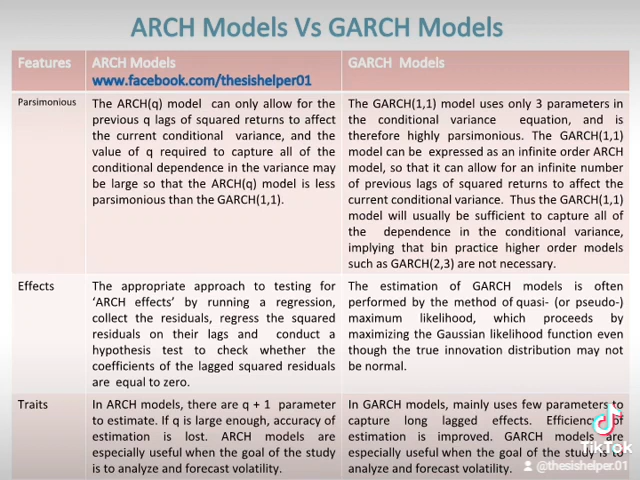 ARCH Models Vs GARCH Models
Features
ARCH Models
www.facebook.com/thesishelper01
GARCH Models
Parsimonious
The ARCH(q) model can only allow for the
previous q lags of squared returns to affect
the current conditional variance, and the
value of q required to capture all of the
conditional dependence in the variance may
be large so that the ARCH(q) model is less
parsimonious than the GARCH(1,1).
The GARCH(1,1) model uses only 3 parameters in
the conditional variance equation, and is
therefore highly parsimonious. The GARCH(1,1)
model can be expressed as an infinite order ARCH
model, so that it can allow for an infinite number
of previous lags of squared returns to affect the
current conditional variance. Thus the GARCH(1,1)
model will usually be sufficient to capture all of
the dependence in the conditional variance,
implying that bin practice higher order models
such as GARCH(2,3) are not necessary.
Effects
The appropriate approach to testing for
‘ARCH effects’ by running a regression,
collect the residuals, regress the squared
residuals on their lags and conduct a
hypothesis test to check whether the
coefficients of the lagged squared residuals
are equal to zero.
The estimation of GARCH models is often
performed by the method of quasi- (or pseudo-)
maximum likelihood, which proceeds by
maximizing the Gaussian likelihood function even
though the true innovation distribution may not
be normal.
Traits
In ARCH models, there are q + 1 parameter
to estimate. If q is large enough, accuracy of
estimation is lost. ARCH models are
especially useful when the goal of the study
is to analyze and forecast volatility.
In GARCH models, mainly uses few parameters to
capture long lagged effects. Efficiency of
estimation is improved. GARCH models are
especially useful when the goal of the study is to
analyze and forecast volatility.
TikTok
@thesishelper.01